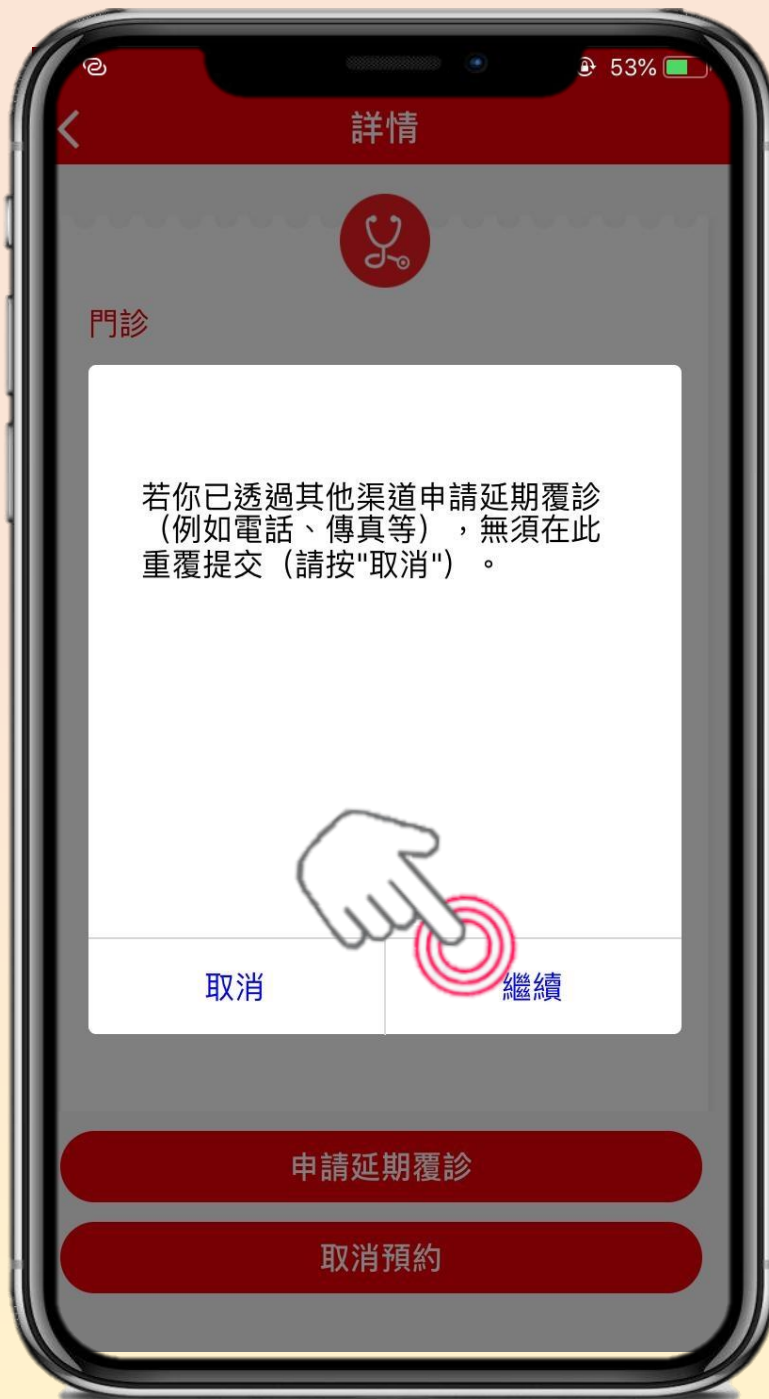 53%
詳情
門診
若你已透過其他渠道申請延期覆診
（例如電話、傳真等），無須在此
重覆提交（請按"取消"）。
取消
繼續
申請延期覆診
取消預約